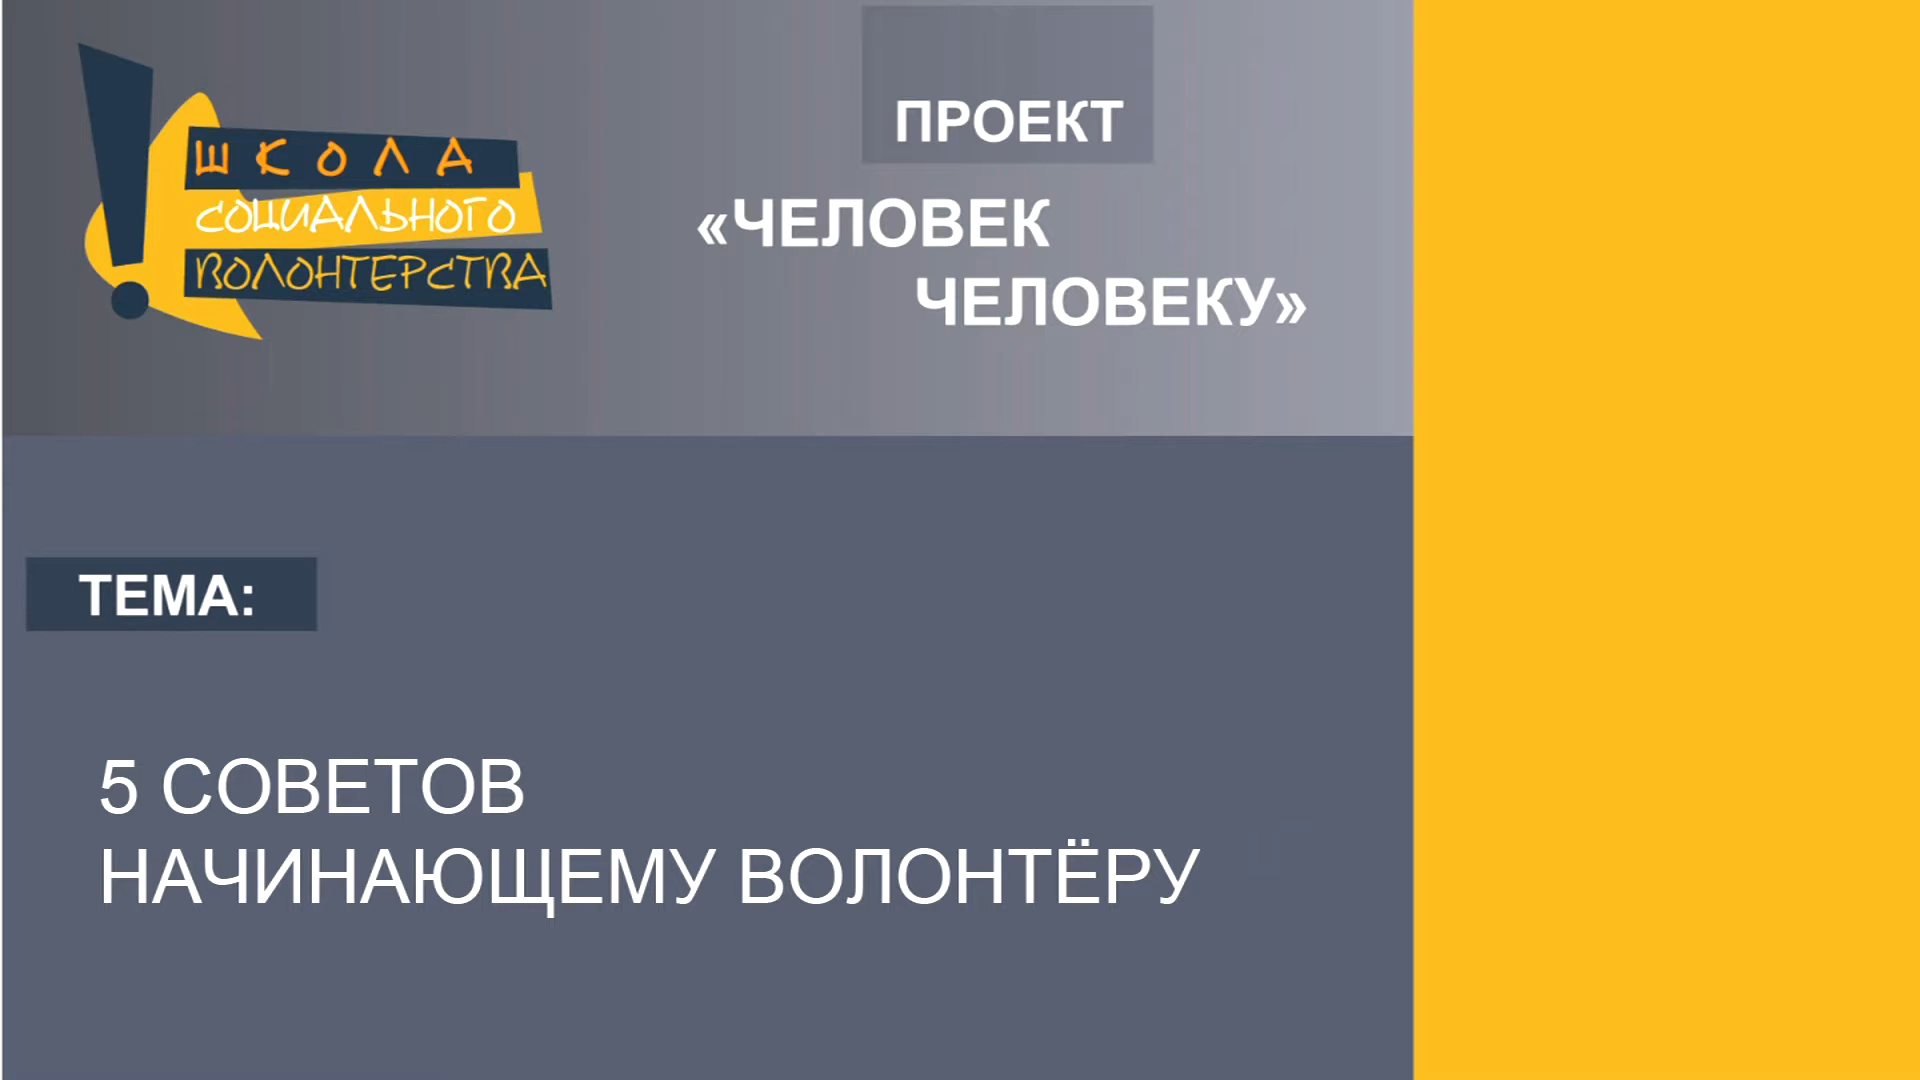 ШКОЛА
СОЦИАЛЬНОГО
ВОЛОНТЕРСТВА
ПРОЕКТ
«ЧЕЛОВЕК
ЧЕЛОВЕКУ»
ТЕМА:
5 СОВЕТОВ
НАЧИНАЮЩЕМУ ВОЛОНТЁРУ